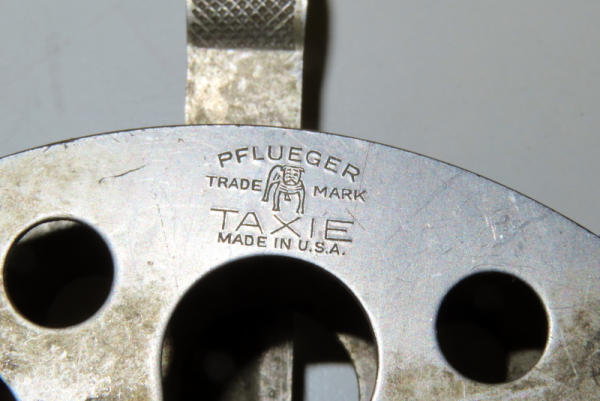 PFLUEGER
TRADE MARK
TAXIE
MADE IN U.S.A.